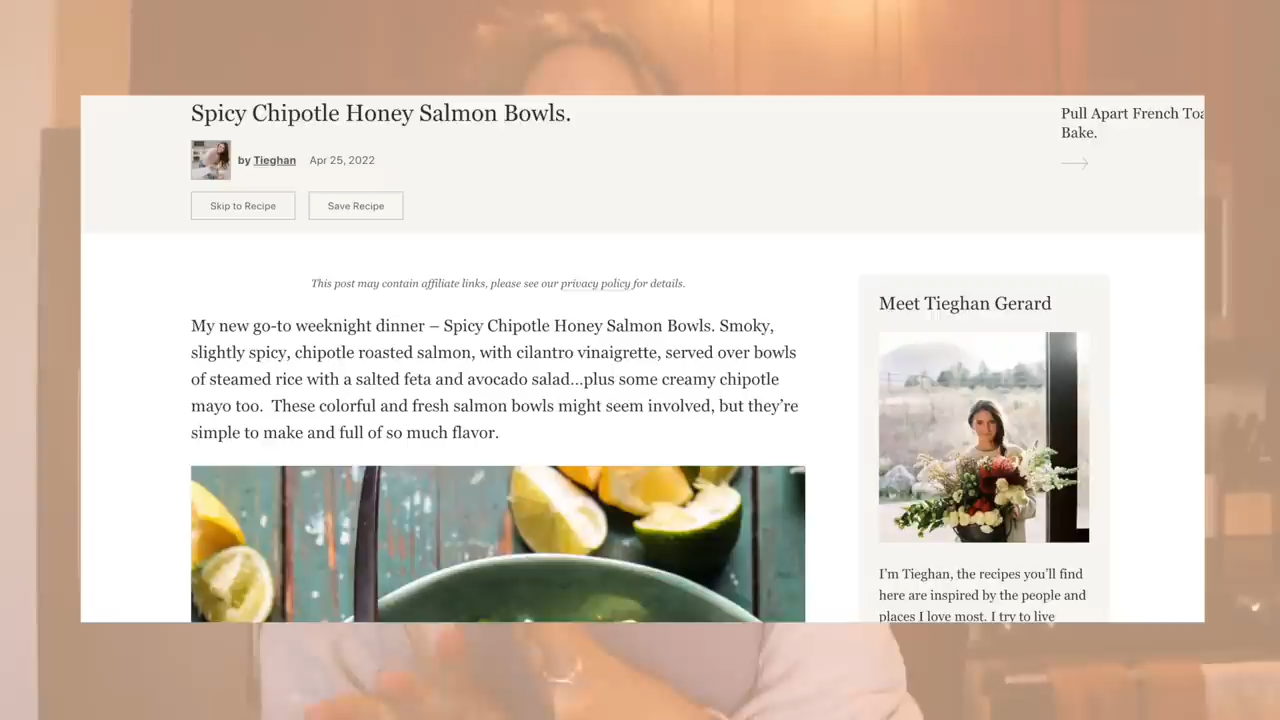 Spicy Chipotle Honey Salmon Bowls.
Pull Apart French Toa
Bake.
by Tieghan Apr 25, 2022
Skip to Recipe Save Recipe
This post may contain affiliate links, please see our privacy policy for details.
My new go-to weeknight dinner – Spicy Chipotle Honey Salmon Bowls. Smoky,
slightly spicy, chipotle roasted salmon, with cilantro vinaigrette, served over bowls
of steamed rice with a salted feta and avocado salad...plus some creamy chipotle
mayo too. These colorful and fresh salmon bowls might seem involved, but they're
simple to make and full of so much flavor.
Meet Tieghan Gerard
I'm Tieghan, the recipes you'll find
here are inspired by the people and
places I love most. I try to live